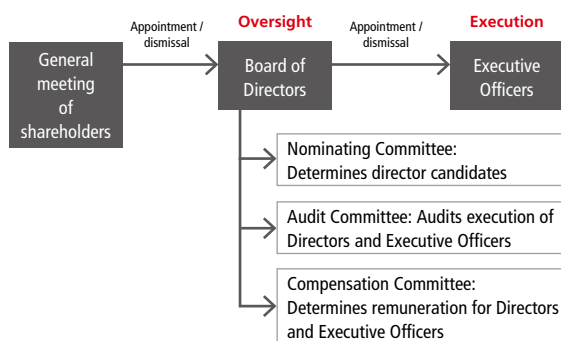 Appointment /
dismissal
Oversight
Appointment /
dismissal
Execution
General
meeting
of
shareholders
Board of
Directors
Executive
Officers
Nominating Committee:
Determines director candidates
Audit Committee: Audits execution of
Directors and Executive Officers
Compensation Committee:
Determines remuneration for Directors
and Executive Officers